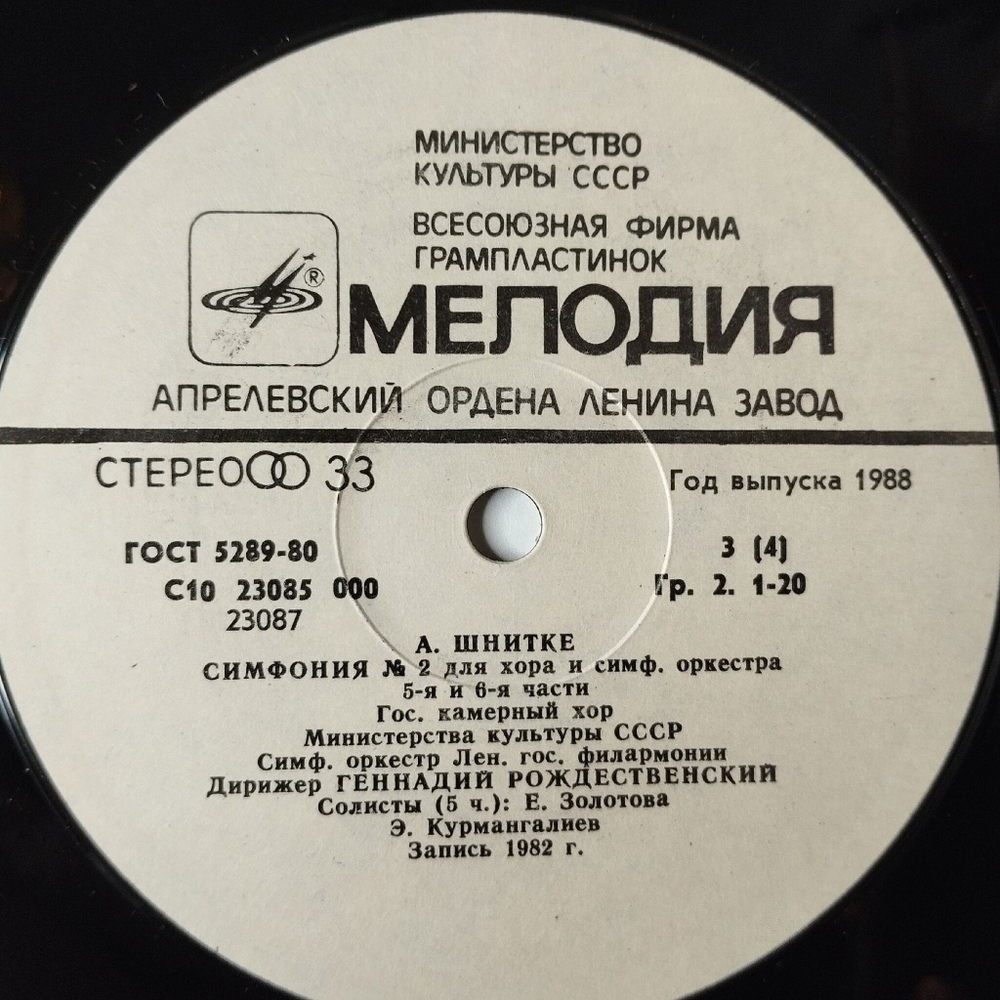 МИНИСТЕРСТВО
КУЛЬТУРЫ СССР
ВСЕСОЮЗНАЯ ФИРМА
ГРАМПЛАСТИНОК
®
МЕЛОДИЯ
АПРЕЛЕВСКИЙ ОРДЕНА ЛЕНИНА ЗАВОД
СТЕРЕО 33
Год выпуска 1988
ГОСТ 5289-80
3 (4)
С10 23085 000
Гр. 2. 1-20
23087
А. ШНИТКЕ
СИМФОНИЯ № 2 для хора и симф. оркестра
5-я и 6-я части
Гос. камерный хор
Министерства культуры СССР
Симф. оркестр Лен. гос. филармонии
Дирижер ГЕННАДИЙ РОЖДЕСТВЕНСКИЙ
Солисты (5 ч.): Е. Золотова
Э. Курмангалиев
Запись 1982 г.